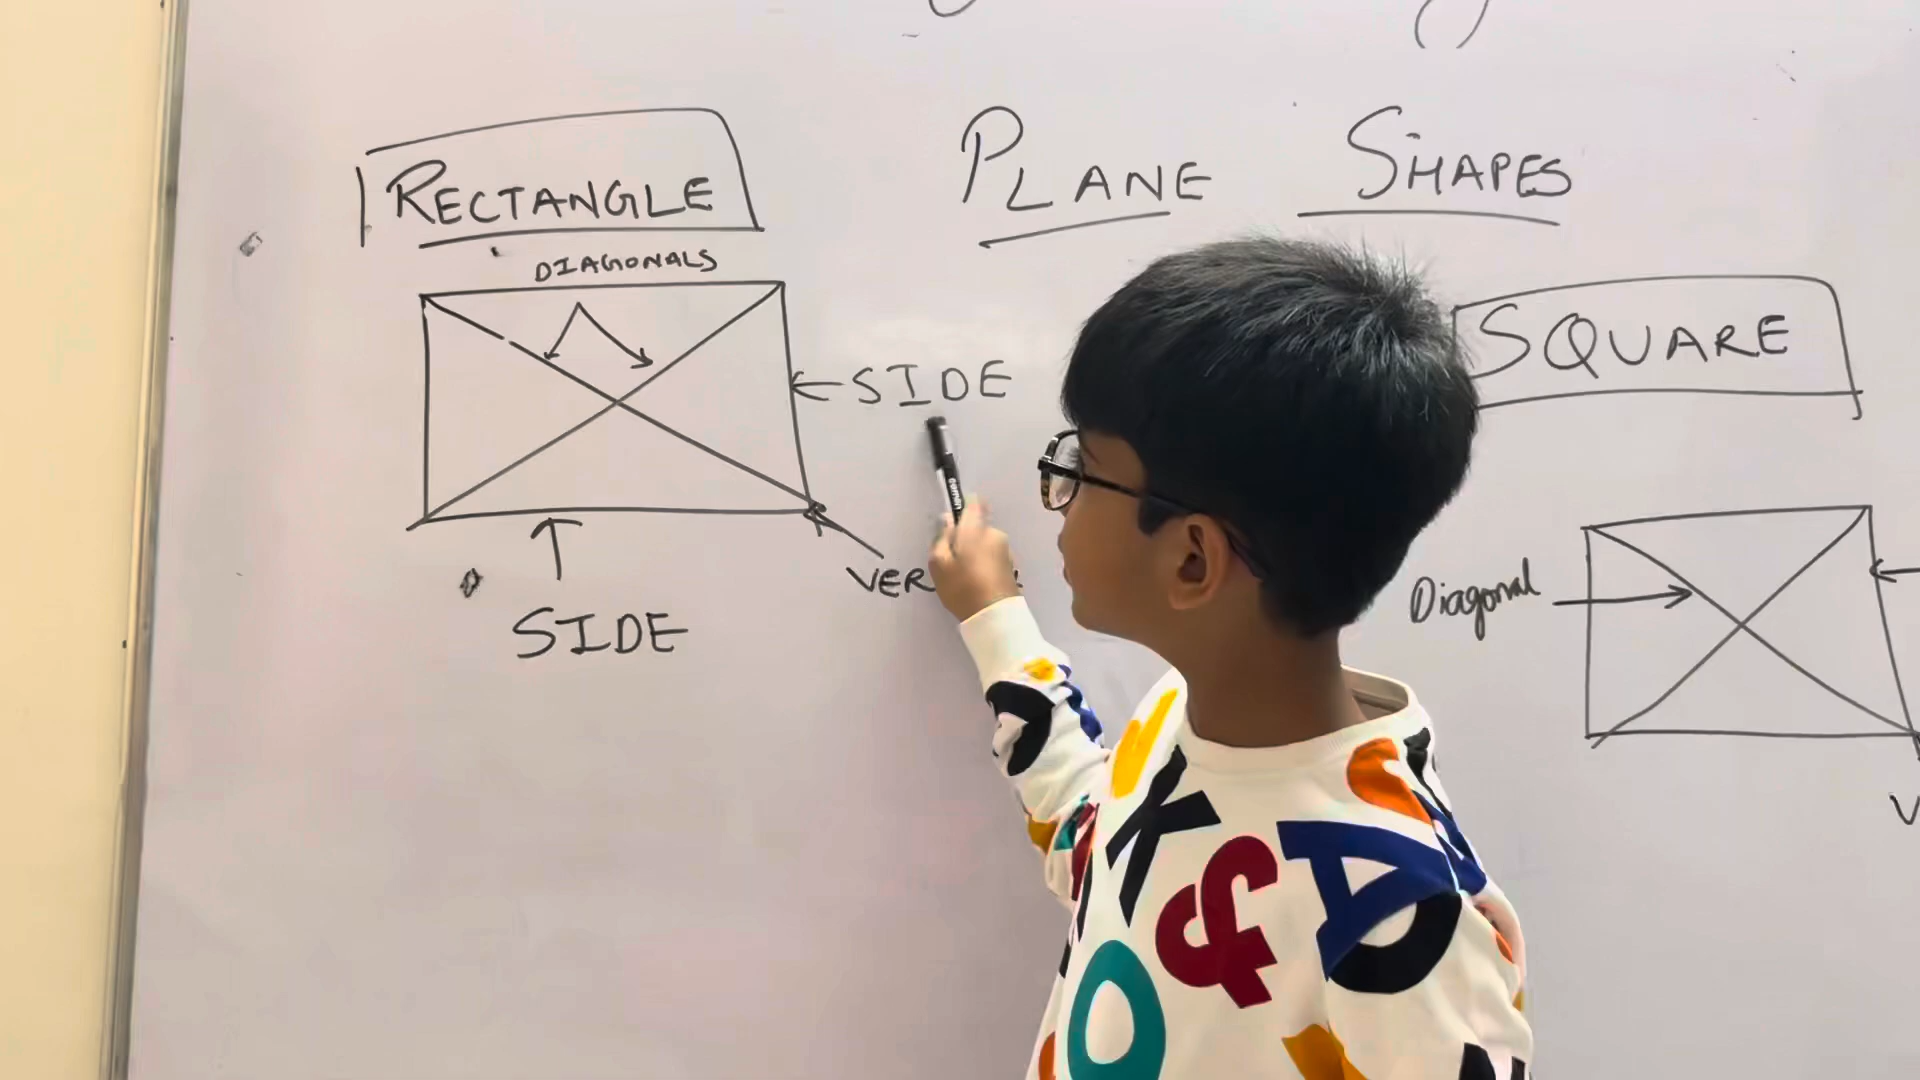 PLANE SHAPES
RECTANGLE
DIAGONALS
SIDE
SIDE
SQUARE
Diagonal